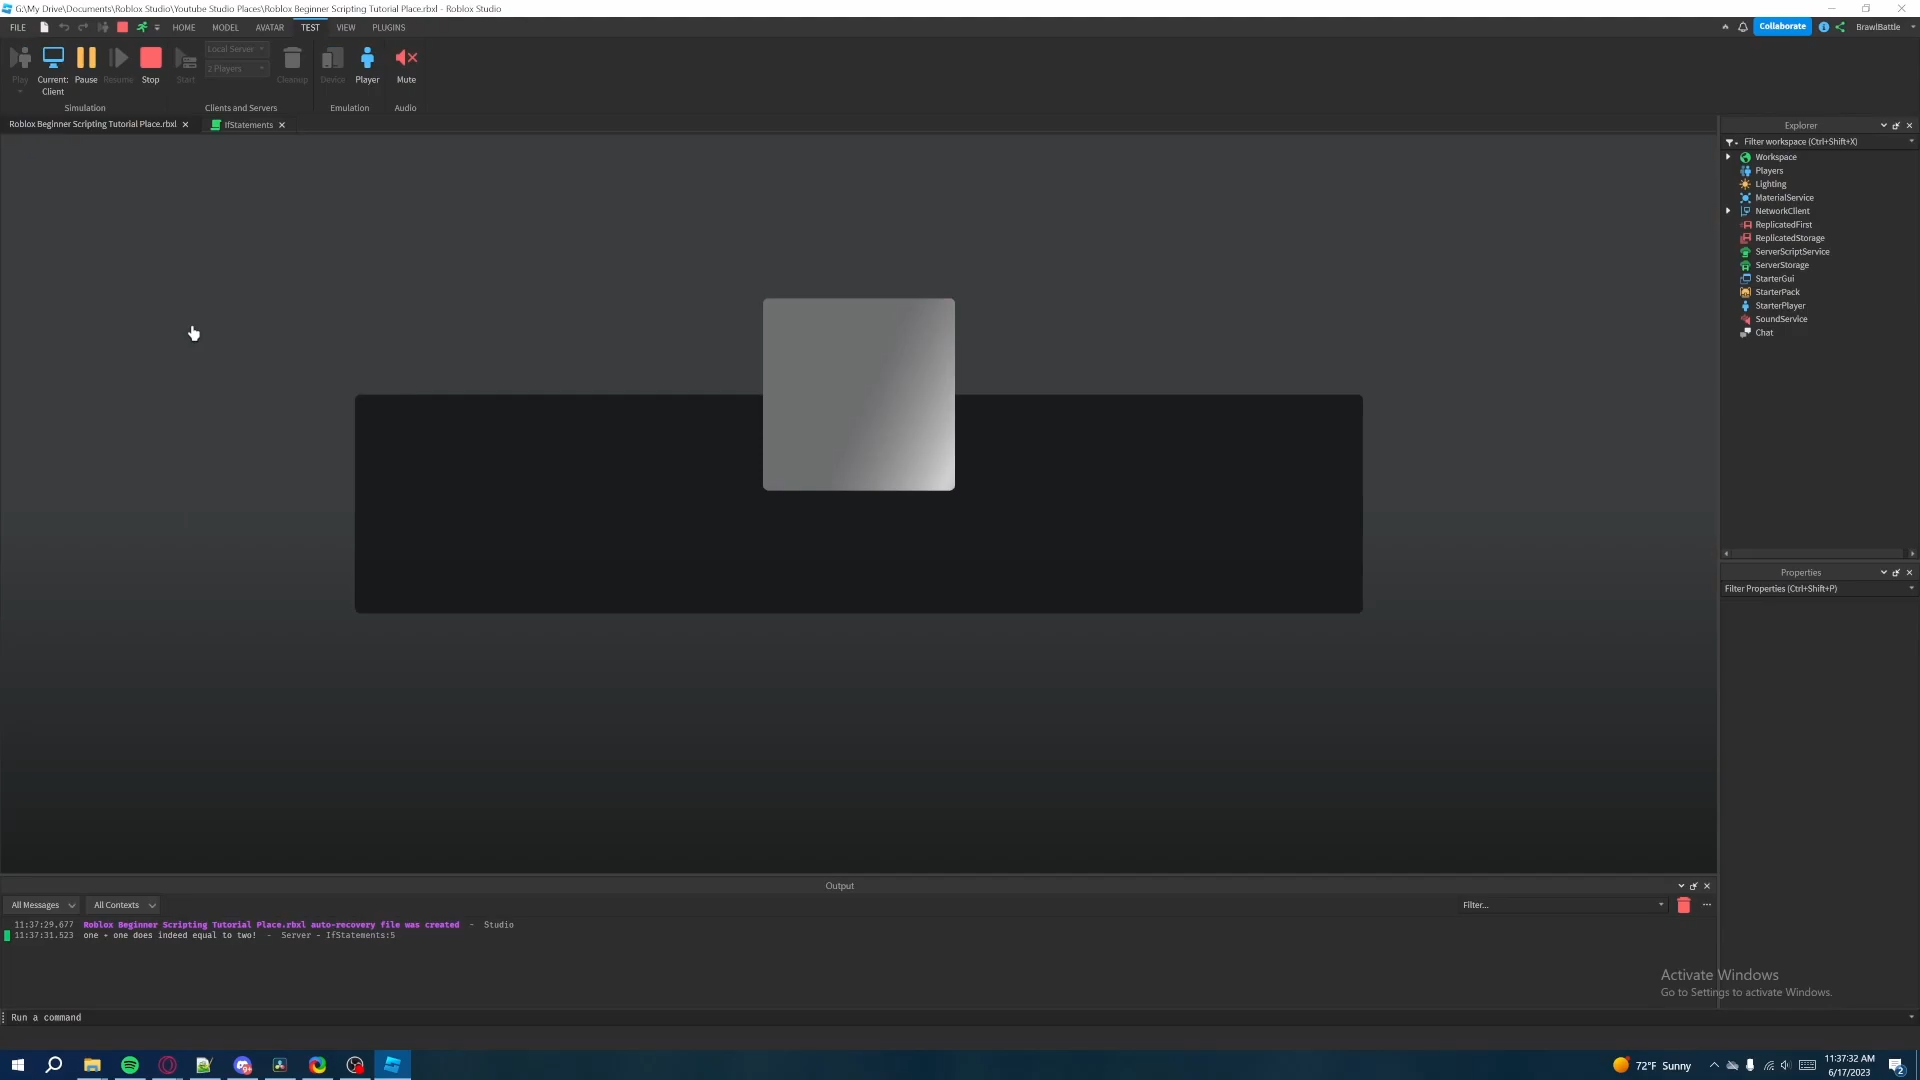 G:\My Drive\Documents\Roblox Studio\Youtube Studio Places\Roblox Beginner Scripting Tutorial Place.rbxl - Roblox Studio
FILE HOME MODEL AVATAR TEST VIEW PLUGINS Collaborate BrawlBattle
Local Server
2 Players
Play Current: Client Pause Resume Stop Start Cleanup Device Player Mute
Simulation Clients and Servers Emulation Audio
Roblox Beginner Scripting Tutorial Place.rbxl IfStatements
Explorer
Filter workspace (Ctrl+Shift+X)
Workspace
Players
Lighting
MaterialService
NetworkClient
ReplicatedFirst
ReplicatedStorage
ServerScriptService
ServerStorage
StarterGui
StarterPack
StarterPlayer
SoundService
Chat
Properties
Filter Properties (Ctrl+Shift+P)
Output
All Messages All Contexts Filter...
11:37:29.677 Roblox Beginner Scripting Tutorial Place.rbxl auto-recovery file was created - Studio
11:37:31.523 one + one does indeed equal to two! - Server - IfStatements:5
Activate Windows
Go to Settings to activate Windows.
Run a command
72°F Sunny 11:37:32 AM
6/17/2023